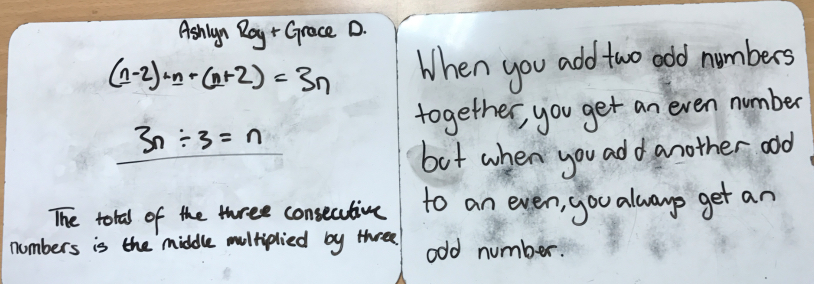 Ashlyn Roy + Grace D.
(n-2)+n+(n+2) = 3n
3n ÷ 3 = n
The total of the three consecutive
numbers is the middle multiplied by three.
When you add two odd numbers
together, you get an even number
but when you add another odd
to an even, you always get an
odd number.